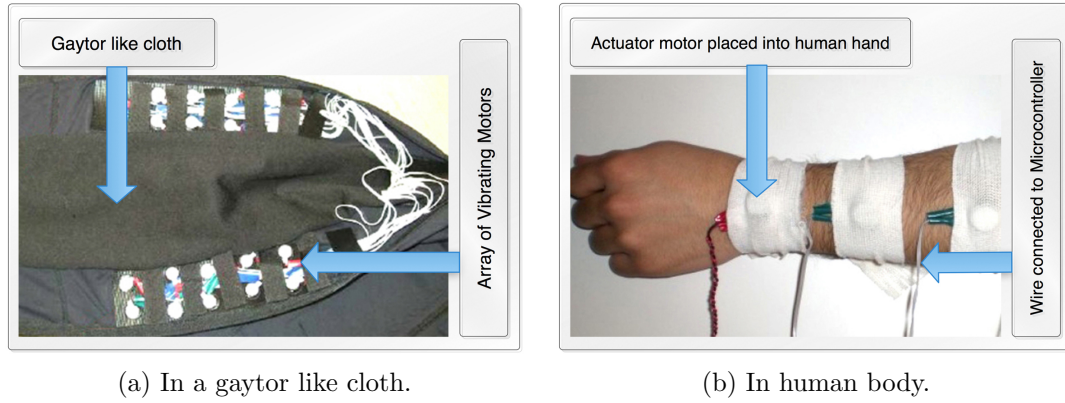 Gaytor like cloth
Array of Vibrating Motors
Actuator motor placed into human hand
Wire connected to Microcontroller
(a) In a gaytor like cloth.
(b) In human body.